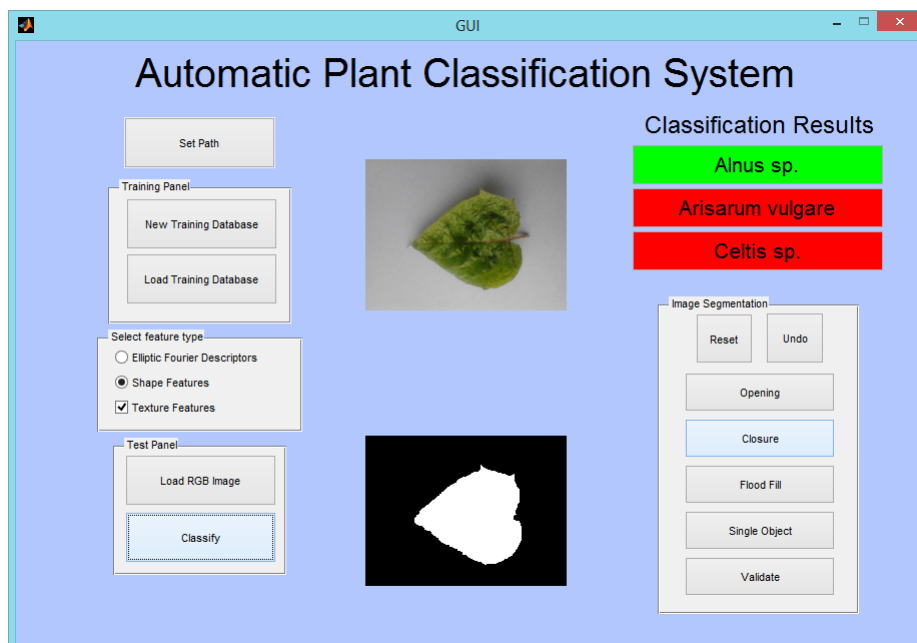 GUI
Automatic Plant Classification System
Set Path
Training Panel
New Training Database
Load Training Database
Select feature type
Elliptic Fourier Descriptors
Shape Features
Texture Features
Test Panel
Load RGB Image
Classify
Classification Results
Alnus sp.
Arisarum vulgare
Celtis sp.
Image Segmentation
Reset
Undo
Opening
Closure
Flood Fill
Single Object
Validate